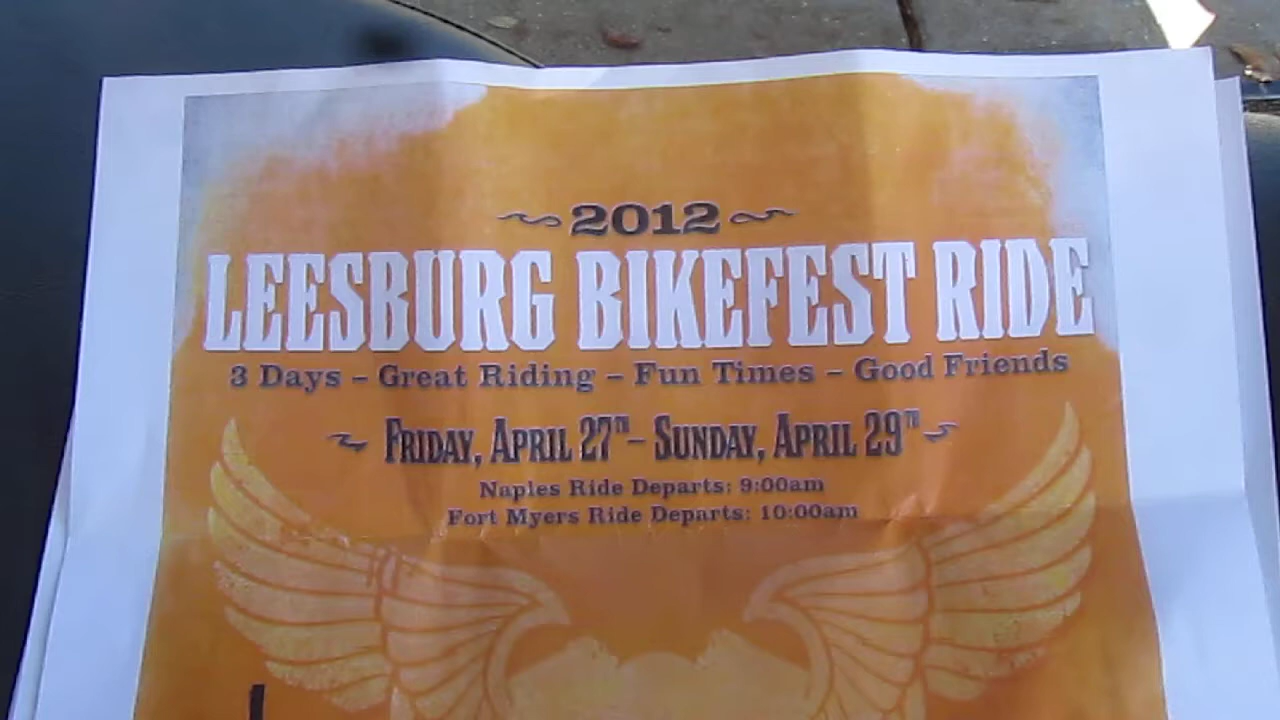 2012
LEESBURG BIKEFEST RIDE
3 Days – Great Riding – Fun Times – Good Friends
FRIDAY, APRIL 27TH – SUNDAY, APRIL 29TH
Naples Ride Departs: 9:00am
Fort Myers Ride Departs: 10:00am